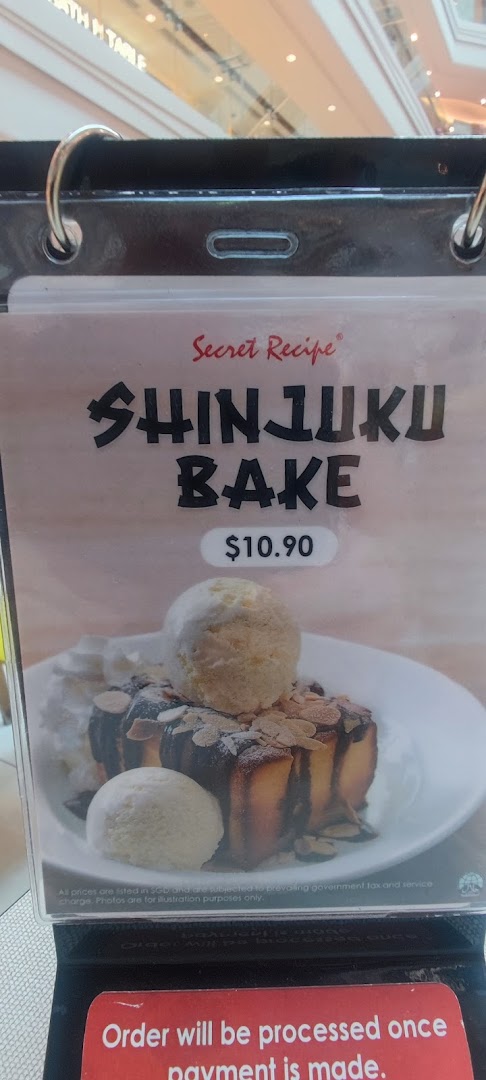 Secret Recipe®
SHINJUKU
BAKE
$10.90
All prices are listed in SGD and are subjected to prevailing government tax and service
charge. Photos are for illustration purposes only.
Order will be processed once
payment is made.